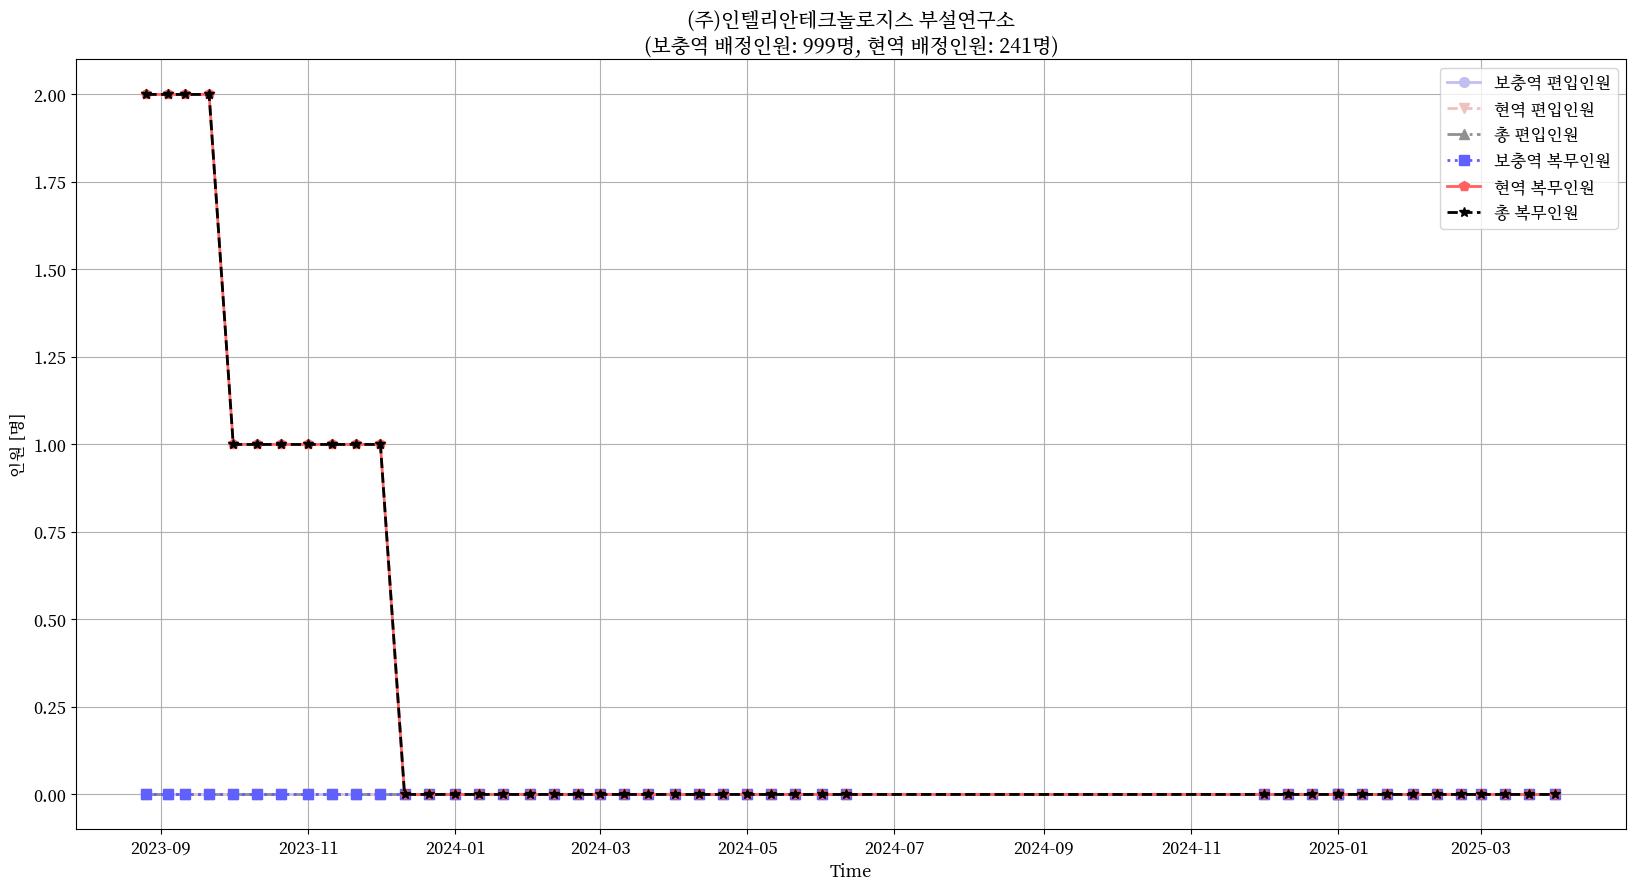 (주)인텔리안테크놀로지스 부설연구소
(보충역 배정인원: 999명, 현역 배정인원: 241명)
보충역 편입인원
현역 편입인원
총 편입인원
보충역 복무인원
현역 복무인원
총 복무인원
인원 [명]
2.00
1.75
1.50
1.25
1.00
0.75
0.50
0.25
0.00
2023-09
2023-11
2024-01
2024-03
2024-05
2024-07
2024-09
2024-11
2025-01
2025-03
Time